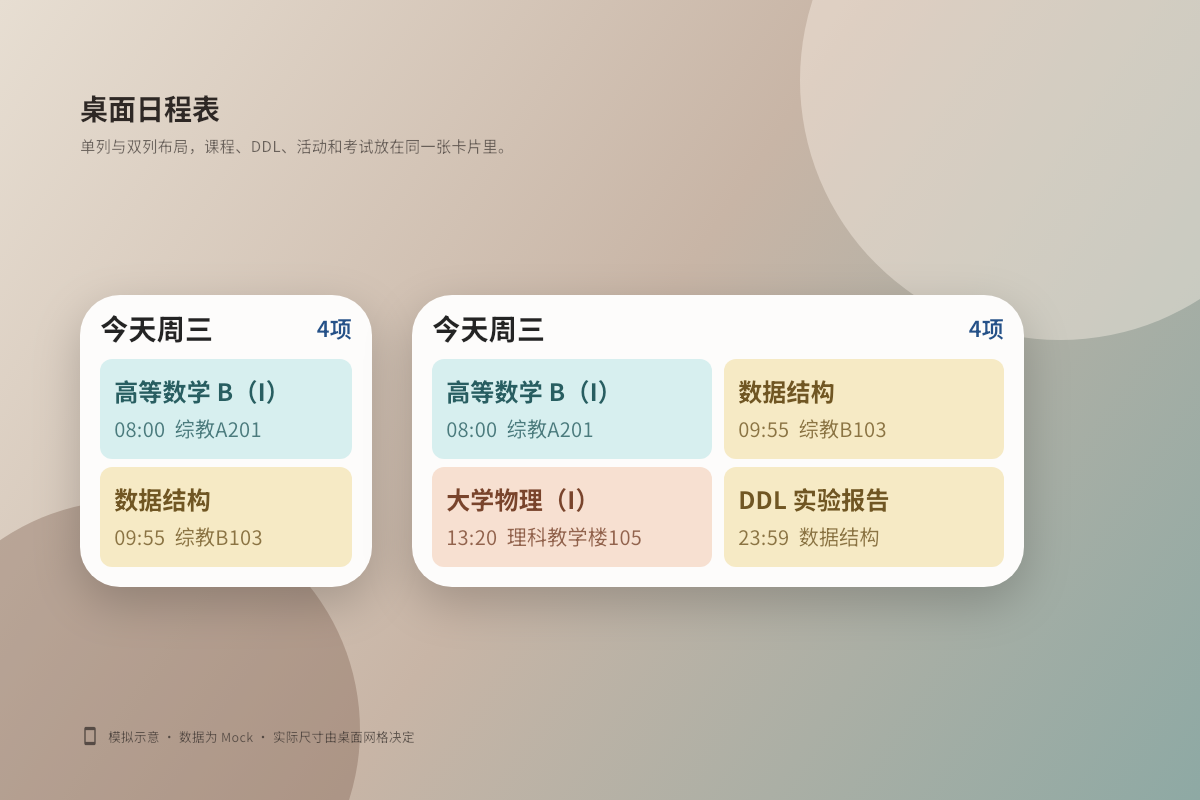 桌面日程表
单列与双列布局，课程、DDL、活动和考试放在同一张卡片里。
今天周三
4项
高等数学 B（I）
08:00 综教A201
数据结构
09:55 综教B103
今天周三
4项
高等数学 B（I）
08:00 综教A201
数据结构
09:55 综教B103
大学物理（I）
13:20 理科教学楼105
DDL 实验报告
23:59 数据结构
模拟示意 · 数据为 Mock · 实际尺寸由桌面网格决定